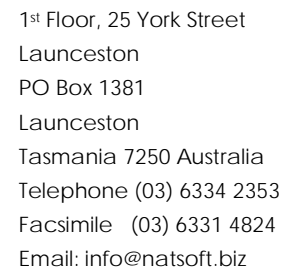 1st Floor, 25 York Street
Launceston
PO Box 1381
Launceston
Tasmania 7250 Australia
Telephone (03) 6334 2353
Facsimile (03) 6331 4824
Email: info@natsoft.biz